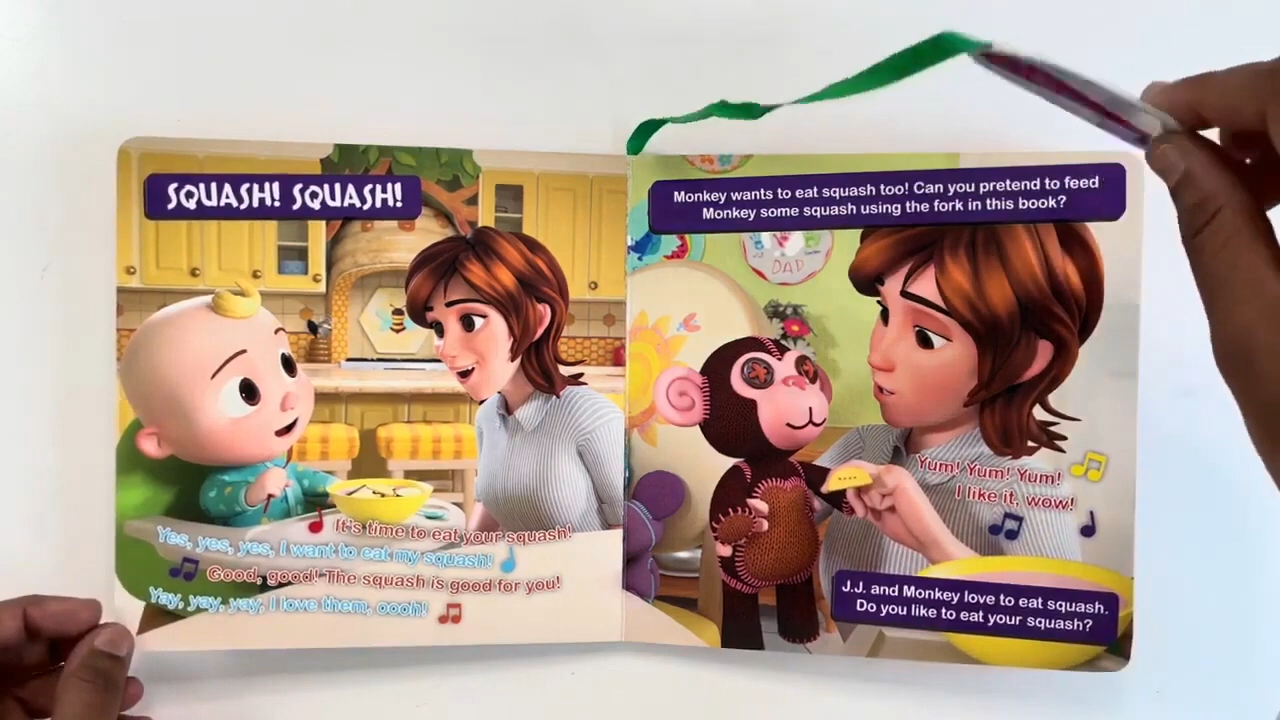 SQUASH! SQUASH!
It's time to eat your squash!
Yes, yes, yes, I want to eat my squash!
Good, good! The squash is good for you!
Yay, yay, yay, I love them, oooh!
Monkey wants to eat squash too! Can you pretend to feed
Monkey some squash using the fork in this book?
DAD
Yum! Yum! Yum!
I like it, wow!
J.J. and Monkey love to eat squash.
Do you like to eat your squash?